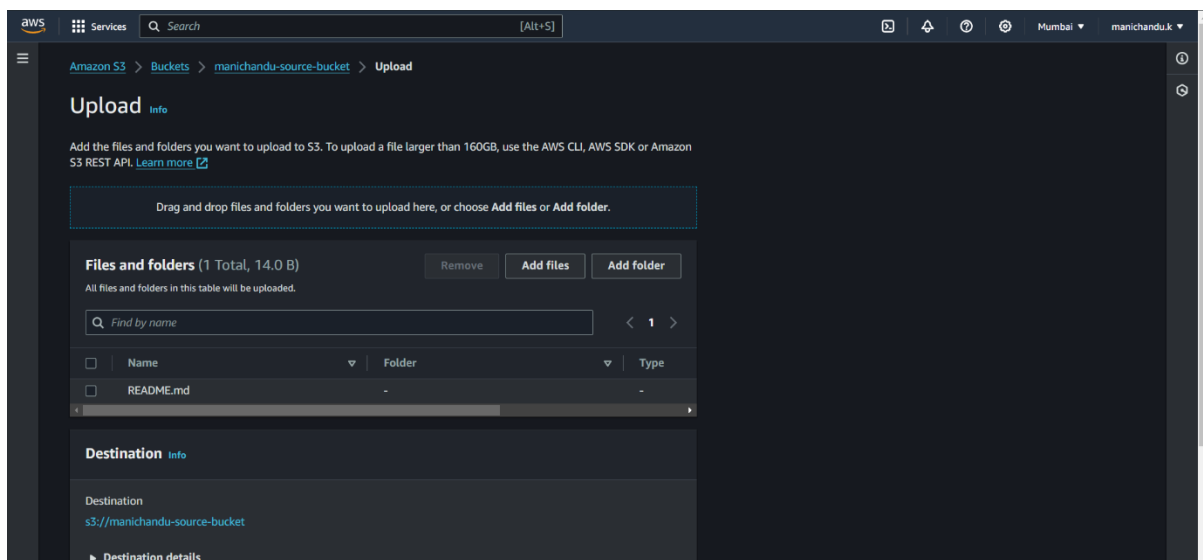 aws Services Search [Alt+S] Mumbai manichandu.k
Amazon S3 > Buckets > manichandu-source-bucket > Upload
Upload Info
Add the files and folders you want to upload to S3. To upload a file larger than 160GB, use the AWS CLI, AWS SDK or Amazon
S3 REST API. Learn more
Drag and drop files and folders you want to upload here, or choose Add files or Add folder.
Files and folders (1 Total, 14.0 B) Remove Add files Add folder
All files and folders in this table will be uploaded.
Find by name < 1 >
Name Folder Type
README.md - -
Destination Info
Destination
s3://manichandu-source-bucket
Destination details